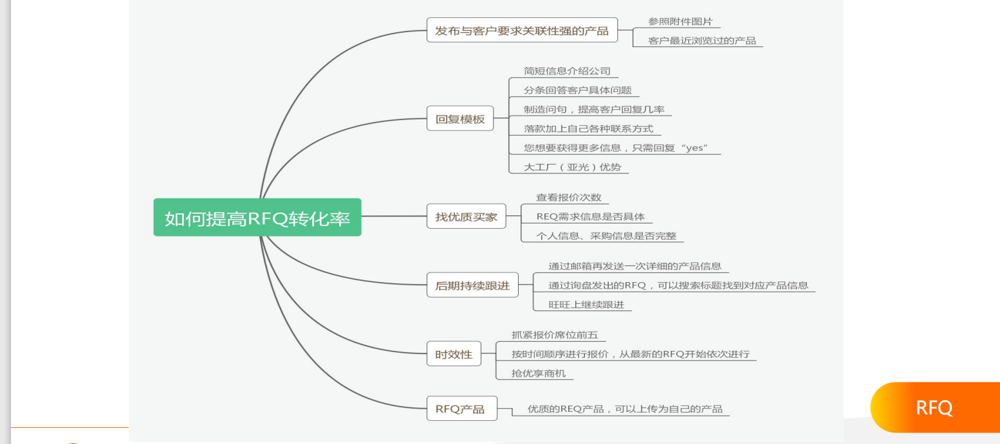 发布与客户要求关联性强的产品
参照附件图片
客户最近浏览过的产品
回复模板
简短信息介绍公司
分条回答客户具体问题
制造问句，提高客户回复几率
落款加上自己各种联系方式
您想要获得更多信息，只需回复“yes”
大工厂（亚光）优势
如何提高RFQ转化率
找优质买家
查看报价次数
REQ需求信息是否具体
个人信息、采购信息是否完整
后期持续跟进
通过邮箱再发送一次详细的产品信息
通过询盘发出的RFQ，可以搜索标题找到对应产品信息
旺旺上继续跟进
时效性
抓紧报价席位前五
按时间顺序进行报价，从最新的RFQ开始依次进行
抢优享商机
RFQ产品
优质的REQ产品，可以上传为自己的产品
RFQ